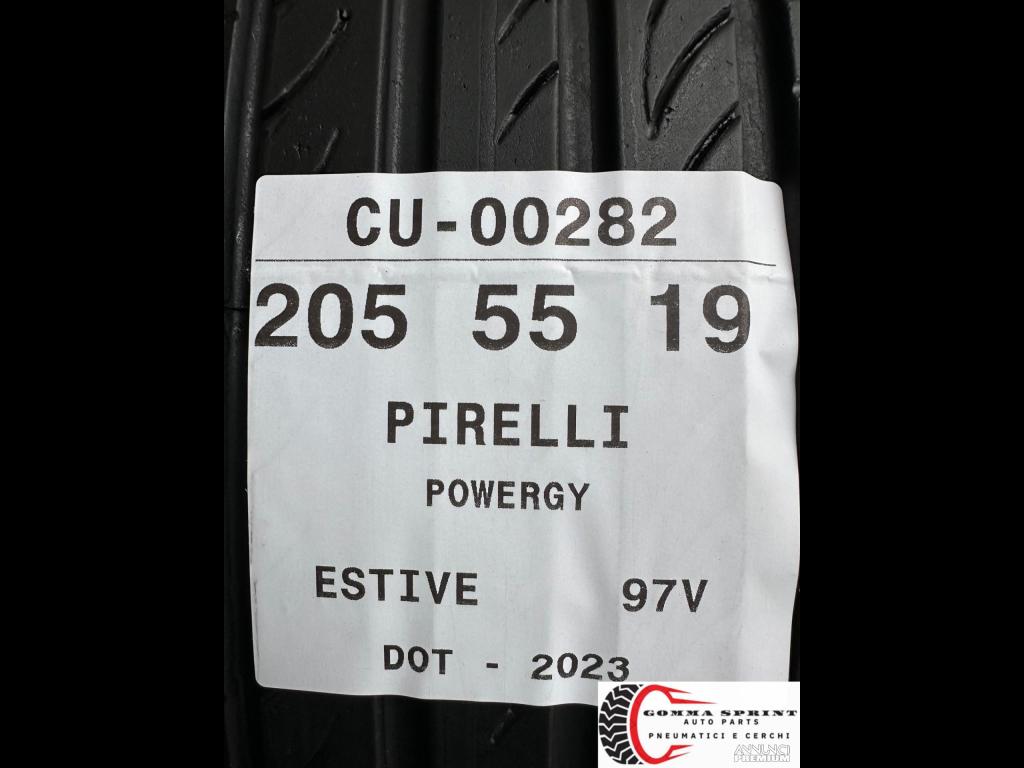 CU-00282
205 55 19
PIRELLI
POWERGY
ESTIVE 97V
DOT - 2023
GOMMA SPRINT
AUTO PARTS
PNEUMATICI E CERCHI
ANNUNCI
PREMIUM